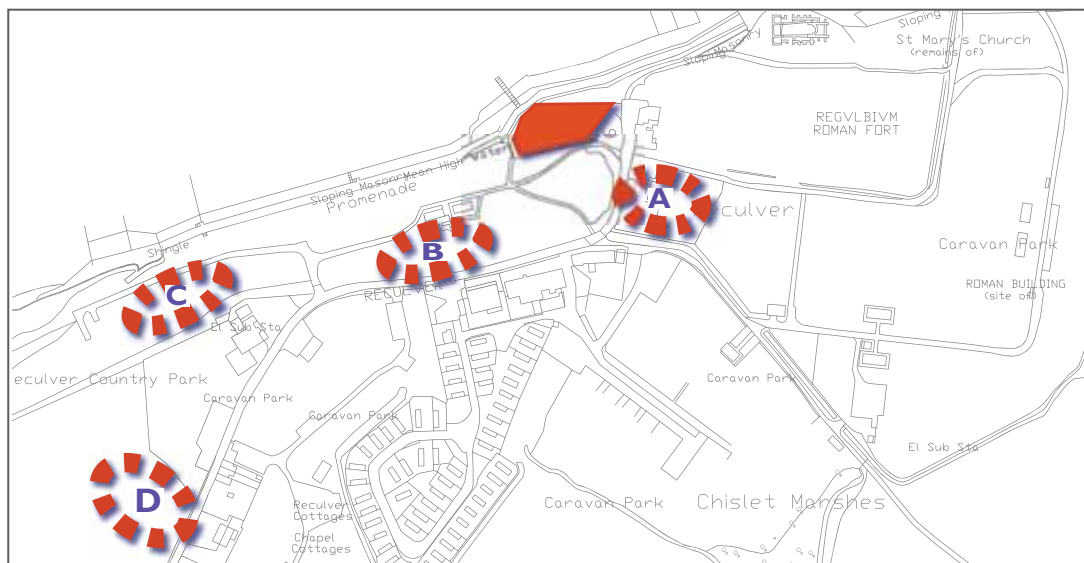 Sloping
St Mary's Church
(remains of)
Sloping Masonry
REGVLBIVM
ROMAN FORT
Mean High
Sloping Masonry
Promenade
A
culver
B
Shingle
RECULVER
Caravan Park
ROMAN BUILDING
(site of)
C
El Sub Sta
eculver Country Park
Caravan Park
Caravan Park
Caravan Park
El Sub Sta
D
Reculver
Cottages
Caravan Park
Chislet Marshes
Chapel
Cottages